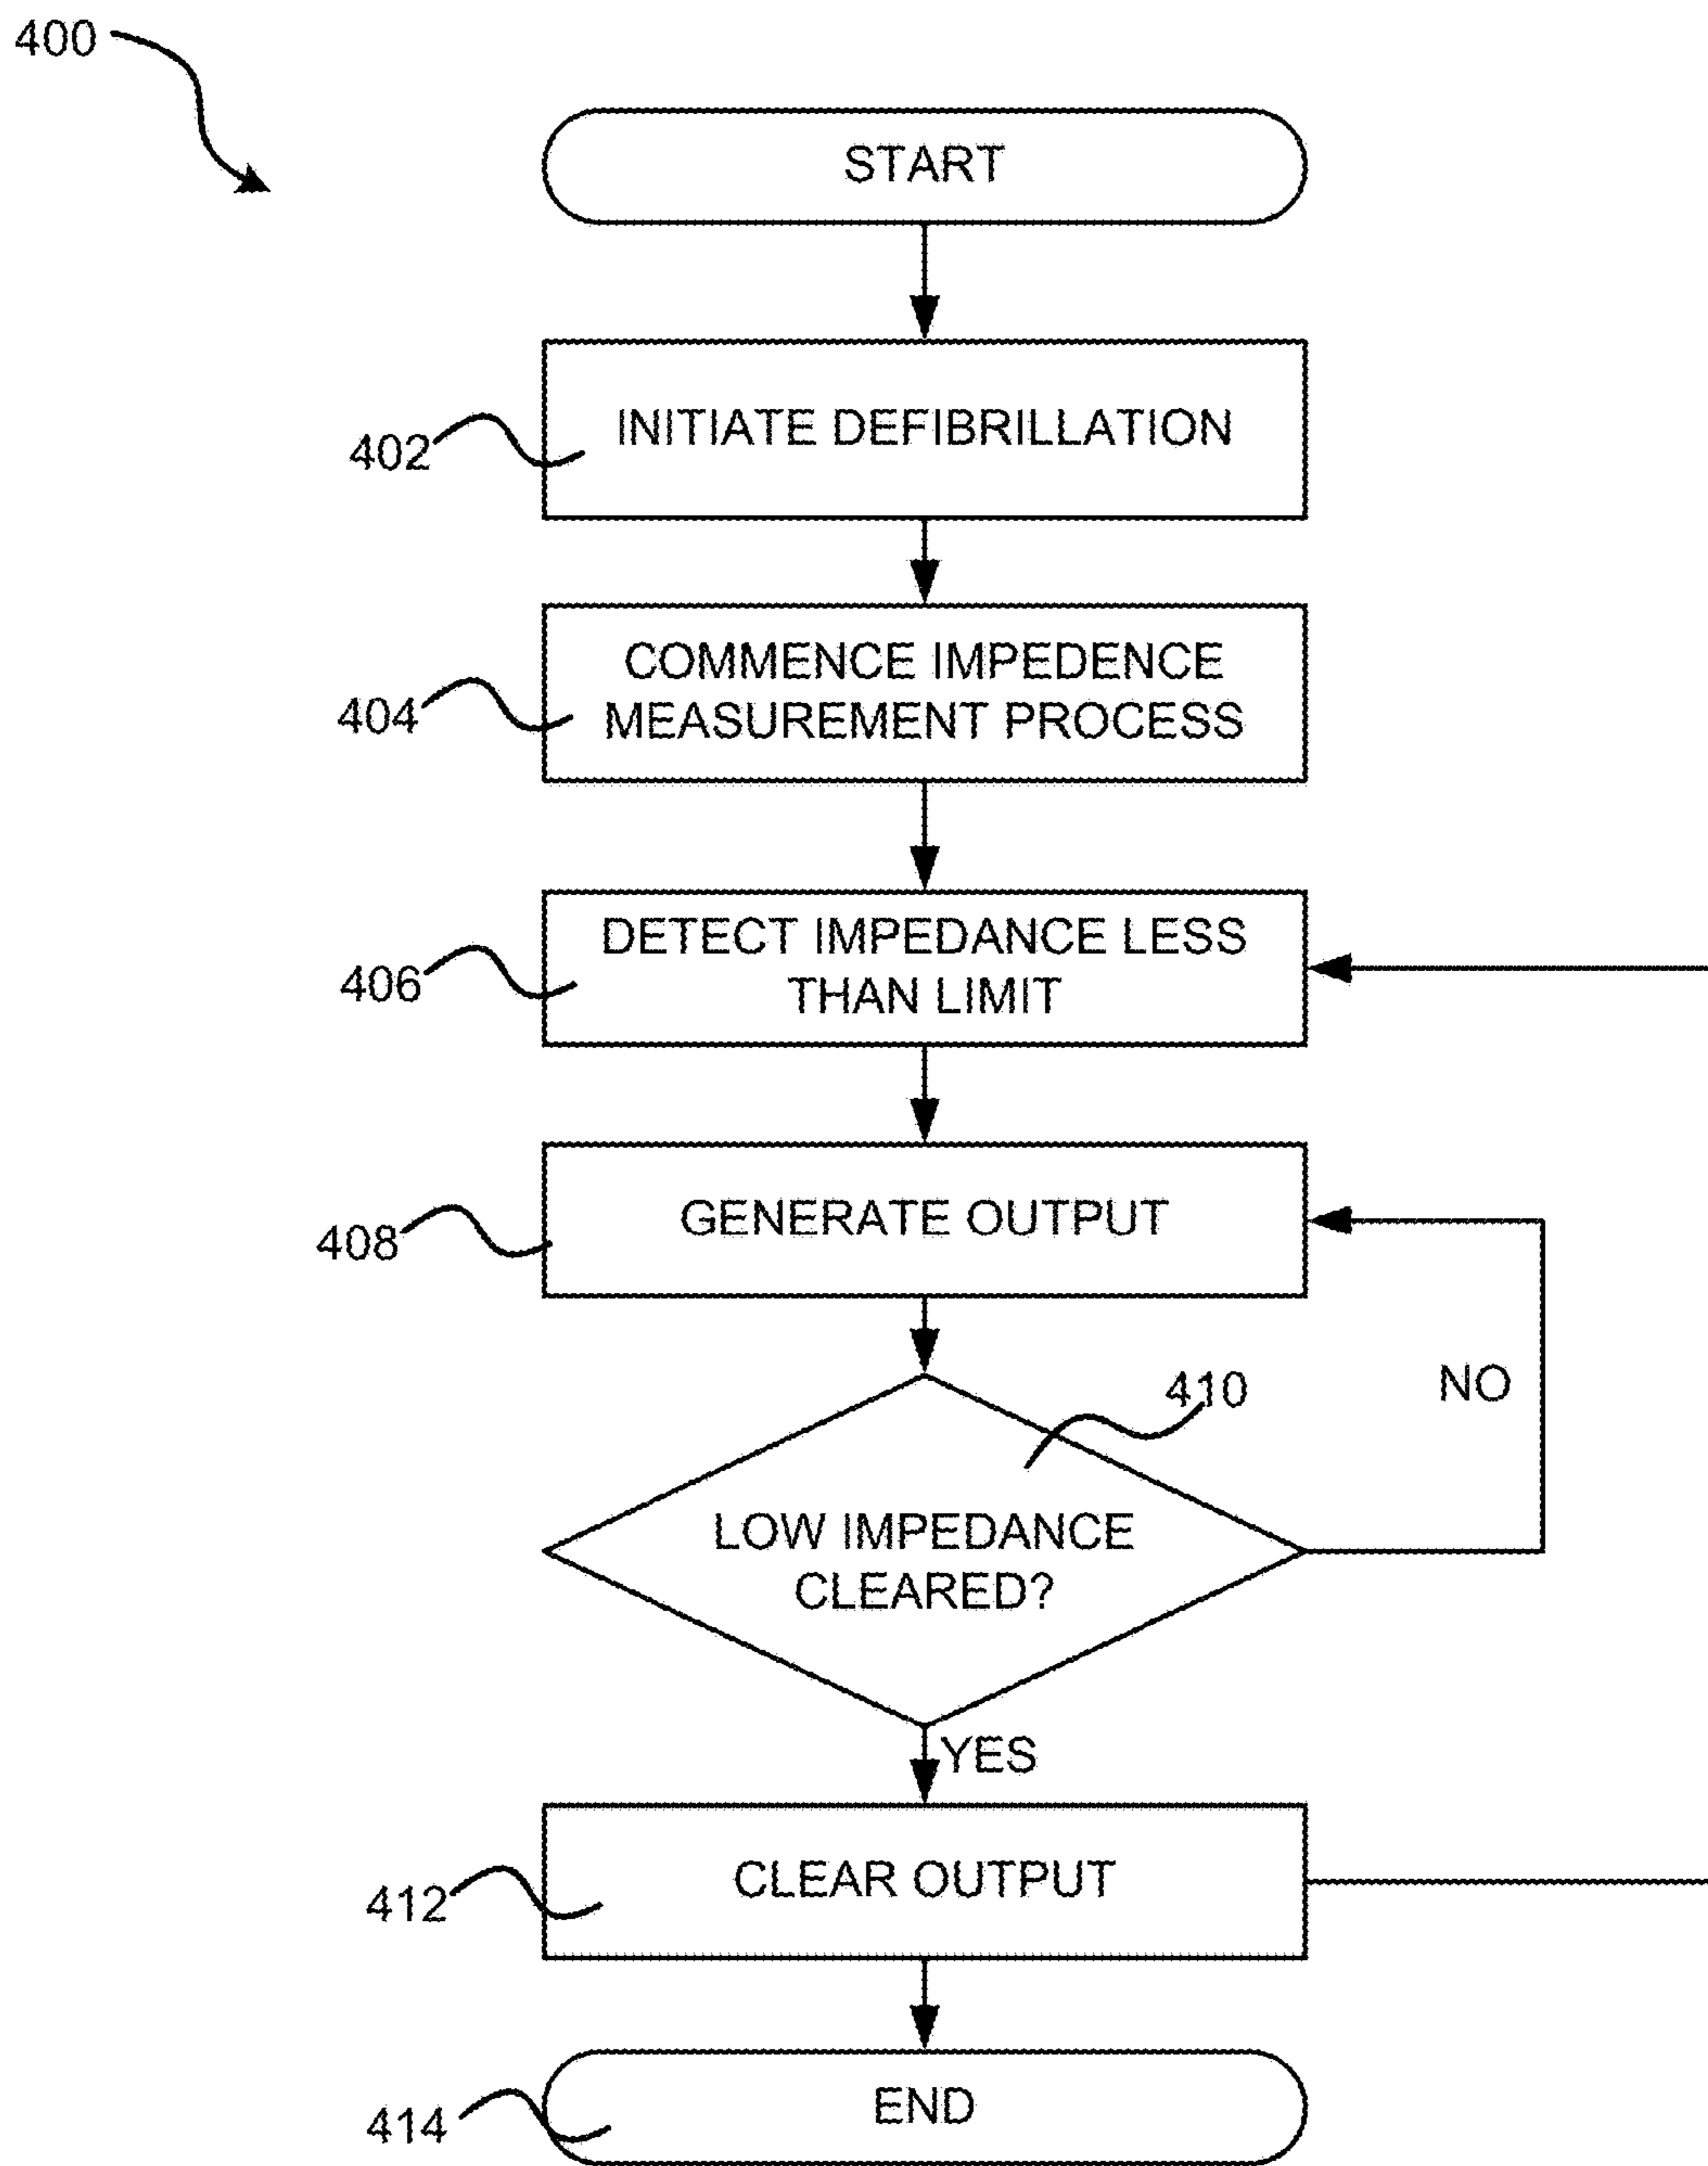 400
START
INITIATE DEFIBRILLATION
402
COMMENCE IMPEDENCE
MEASUREMENT PROCESS
404
DETECT IMPEDANCE LESS
THAN LIMIT
406
GENERATE OUTPUT
408
NO
410
LOW IMPEDANCE
CLEARED?
YES
CLEAR OUTPUT
412
END
414